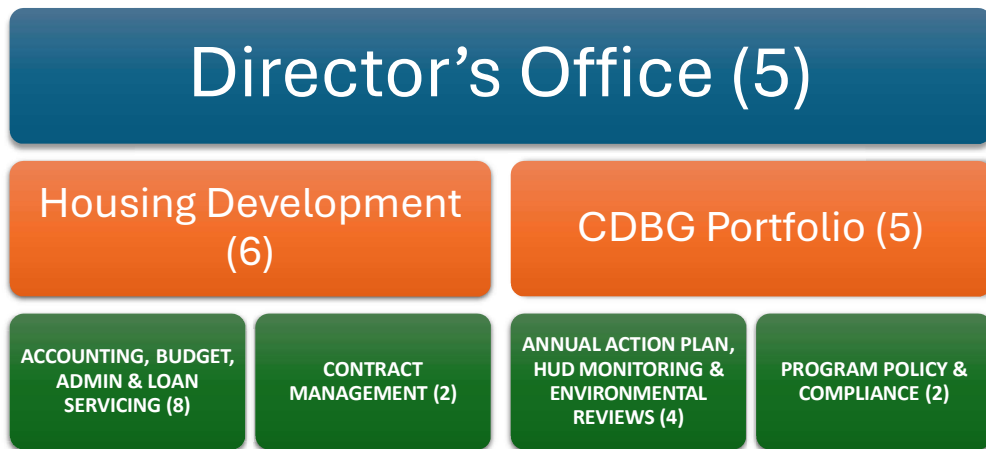 Director’s Office (5)
Housing Development
(6)
CDBG Portfolio (5)
ACCOUNTING, BUDGET,
ADMIN & LOAN
SERVICING (8)
CONTRACT
MANAGEMENT (2)
ANNUAL ACTION PLAN,
HUD MONITORING &
ENVIRONMENTAL
REVIEWS (4)
PROGRAM POLICY &
COMPLIANCE (2)